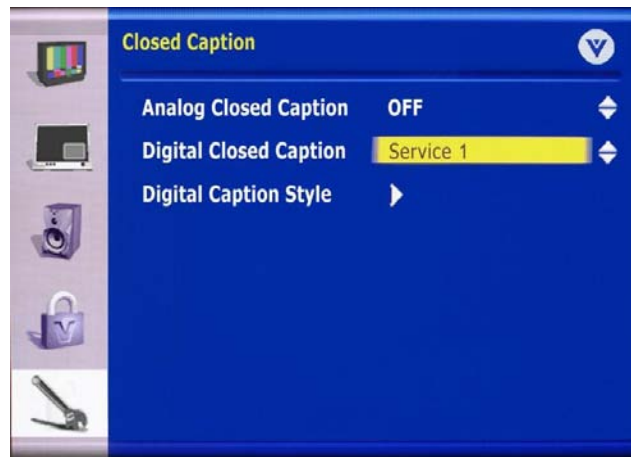 Closed Caption
Analog Closed Caption OFF
Digital Closed Caption Service 1
Digital Caption Style